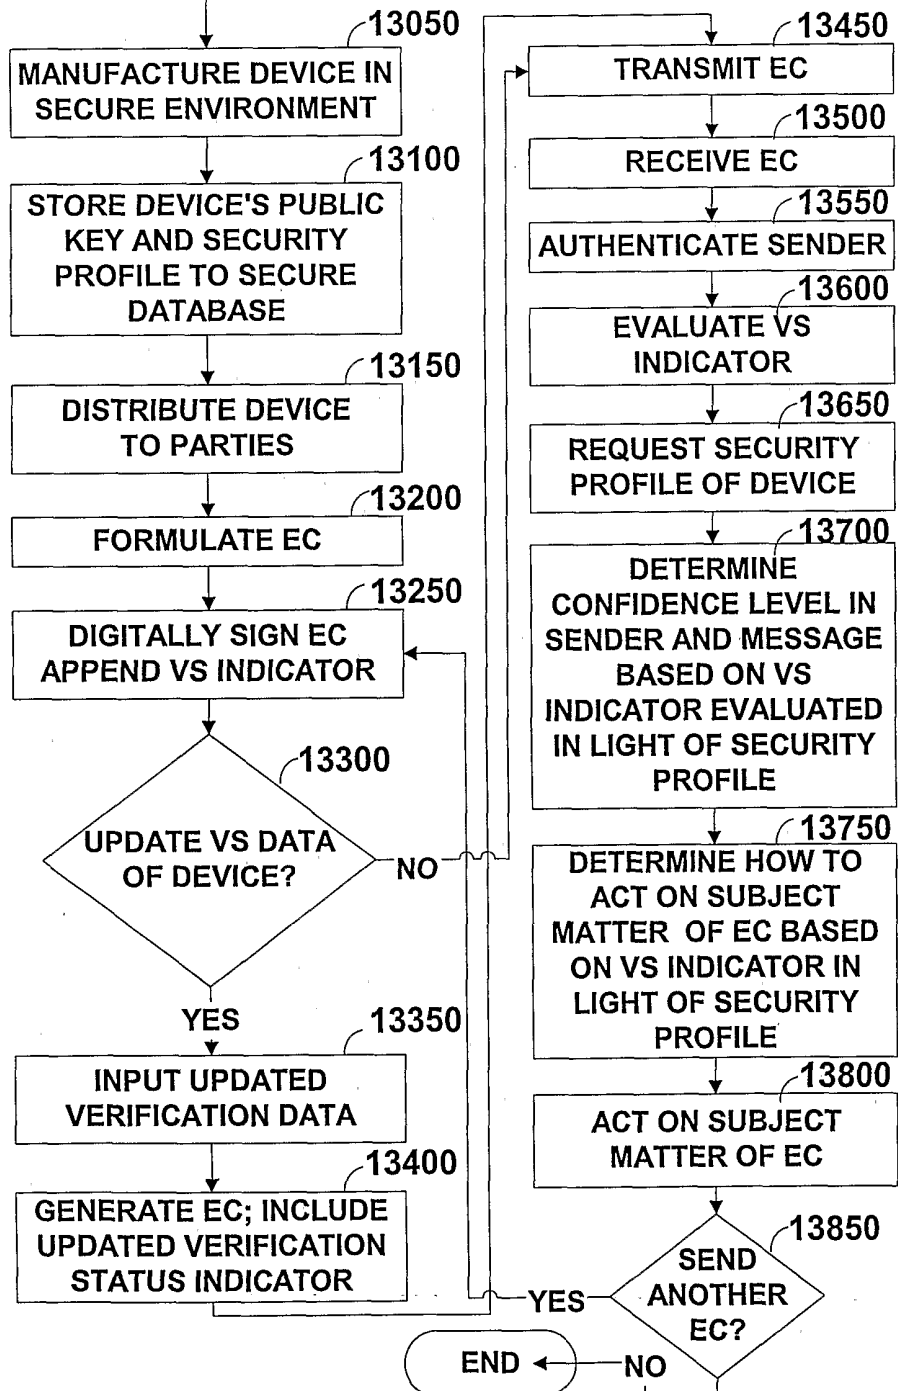 13050
MANUFACTURE DEVICE IN
SECURE ENVIRONMENT
13100
STORE DEVICE'S PUBLIC
KEY AND SECURITY
PROFILE TO SECURE
DATABASE
13150
DISTRIBUTE DEVICE
TO PARTIES
13200
FORMULATE EC
13250
DIGITALLY SIGN EC
APPEND VS INDICATOR
13300
UPDATE VS DATA
OF DEVICE?
NO
YES
13350
INPUT UPDATED
VERIFICATION DATA
13400
GENERATE EC; INCLUDE
UPDATED VERIFICATION
STATUS INDICATOR
13450
TRANSMIT EC
13500
RECEIVE EC
13550
AUTHENTICATE SENDER
13600
EVALUATE VS
INDICATOR
13650
REQUEST SECURITY
PROFILE OF DEVICE
13700
DETERMINE
CONFIDENCE LEVEL IN
SENDER AND MESSAGE
BASED ON VS
INDICATOR EVALUATED
IN LIGHT OF SECURITY
PROFILE
13750
DETERMINE HOW TO
ACT ON SUBJECT
MATTER OF EC BASED
ON VS INDICATOR IN
LIGHT OF SECURITY
PROFILE
13800
ACT ON SUBJECT
MATTER OF EC
13850
SEND
ANOTHER
EC?
YES
NO
END